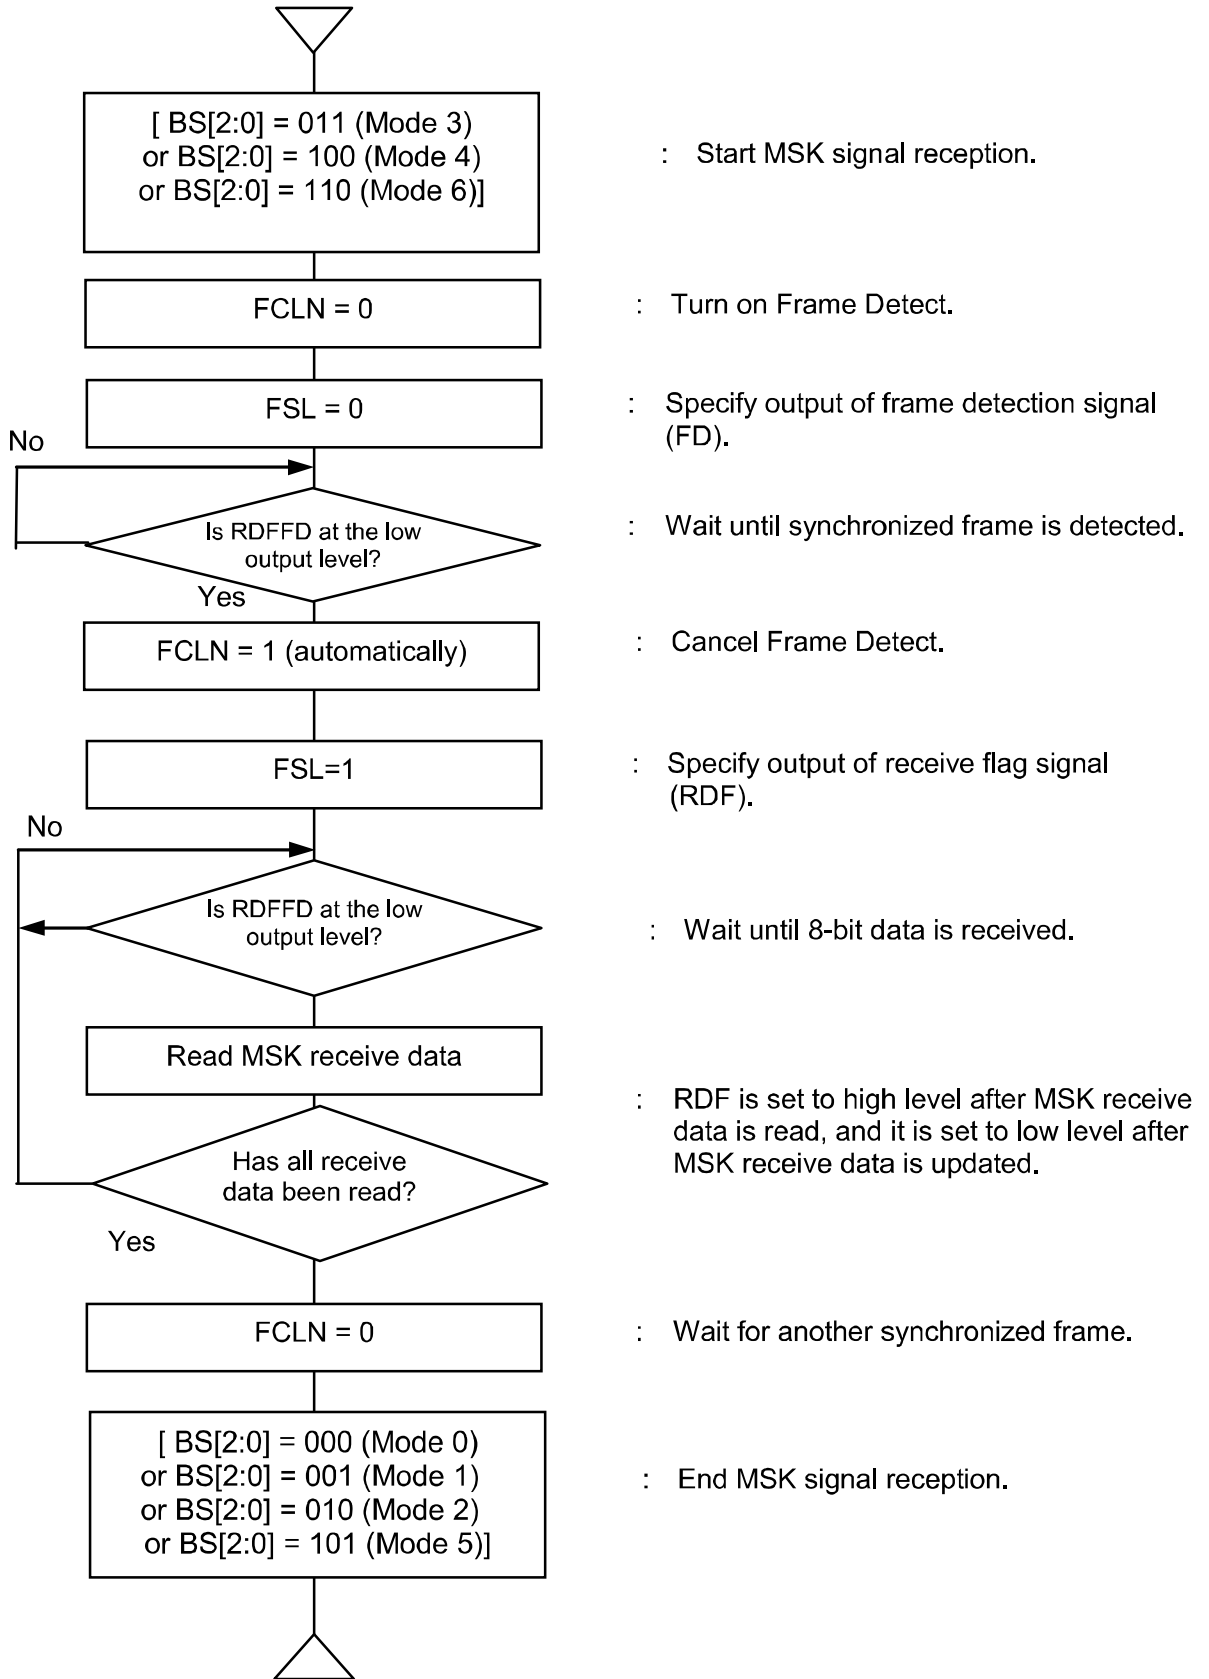 [ BS[2:0] = 011 (Mode 3)
or BS[2:0] = 100 (Mode 4)
or BS[2:0] = 110 (Mode 6)]
: Start MSK signal reception.
FCLN = 0
: Turn on Frame Detect.
FSL = 0
: Specify output of frame detection signal
(FD).
No
Is RDFFD at the low
output level?
: Wait until synchronized frame is detected.
Yes
FCLN = 1 (automatically)
: Cancel Frame Detect.
FSL=1
: Specify output of receive flag signal
(RDF).
No
Is RDFFD at the low
output level?
: Wait until 8-bit data is received.
Read MSK receive data
: RDF is set to high level after MSK receive
data is read, and it is set to low level after
MSK receive data is updated.
Has all receive
data been read?
Yes
FCLN = 0
: Wait for another synchronized frame.
[ BS[2:0] = 000 (Mode 0)
or BS[2:0] = 001 (Mode 1)
or BS[2:0] = 010 (Mode 2)
or BS[2:0] = 101 (Mode 5)]
: End MSK signal reception.